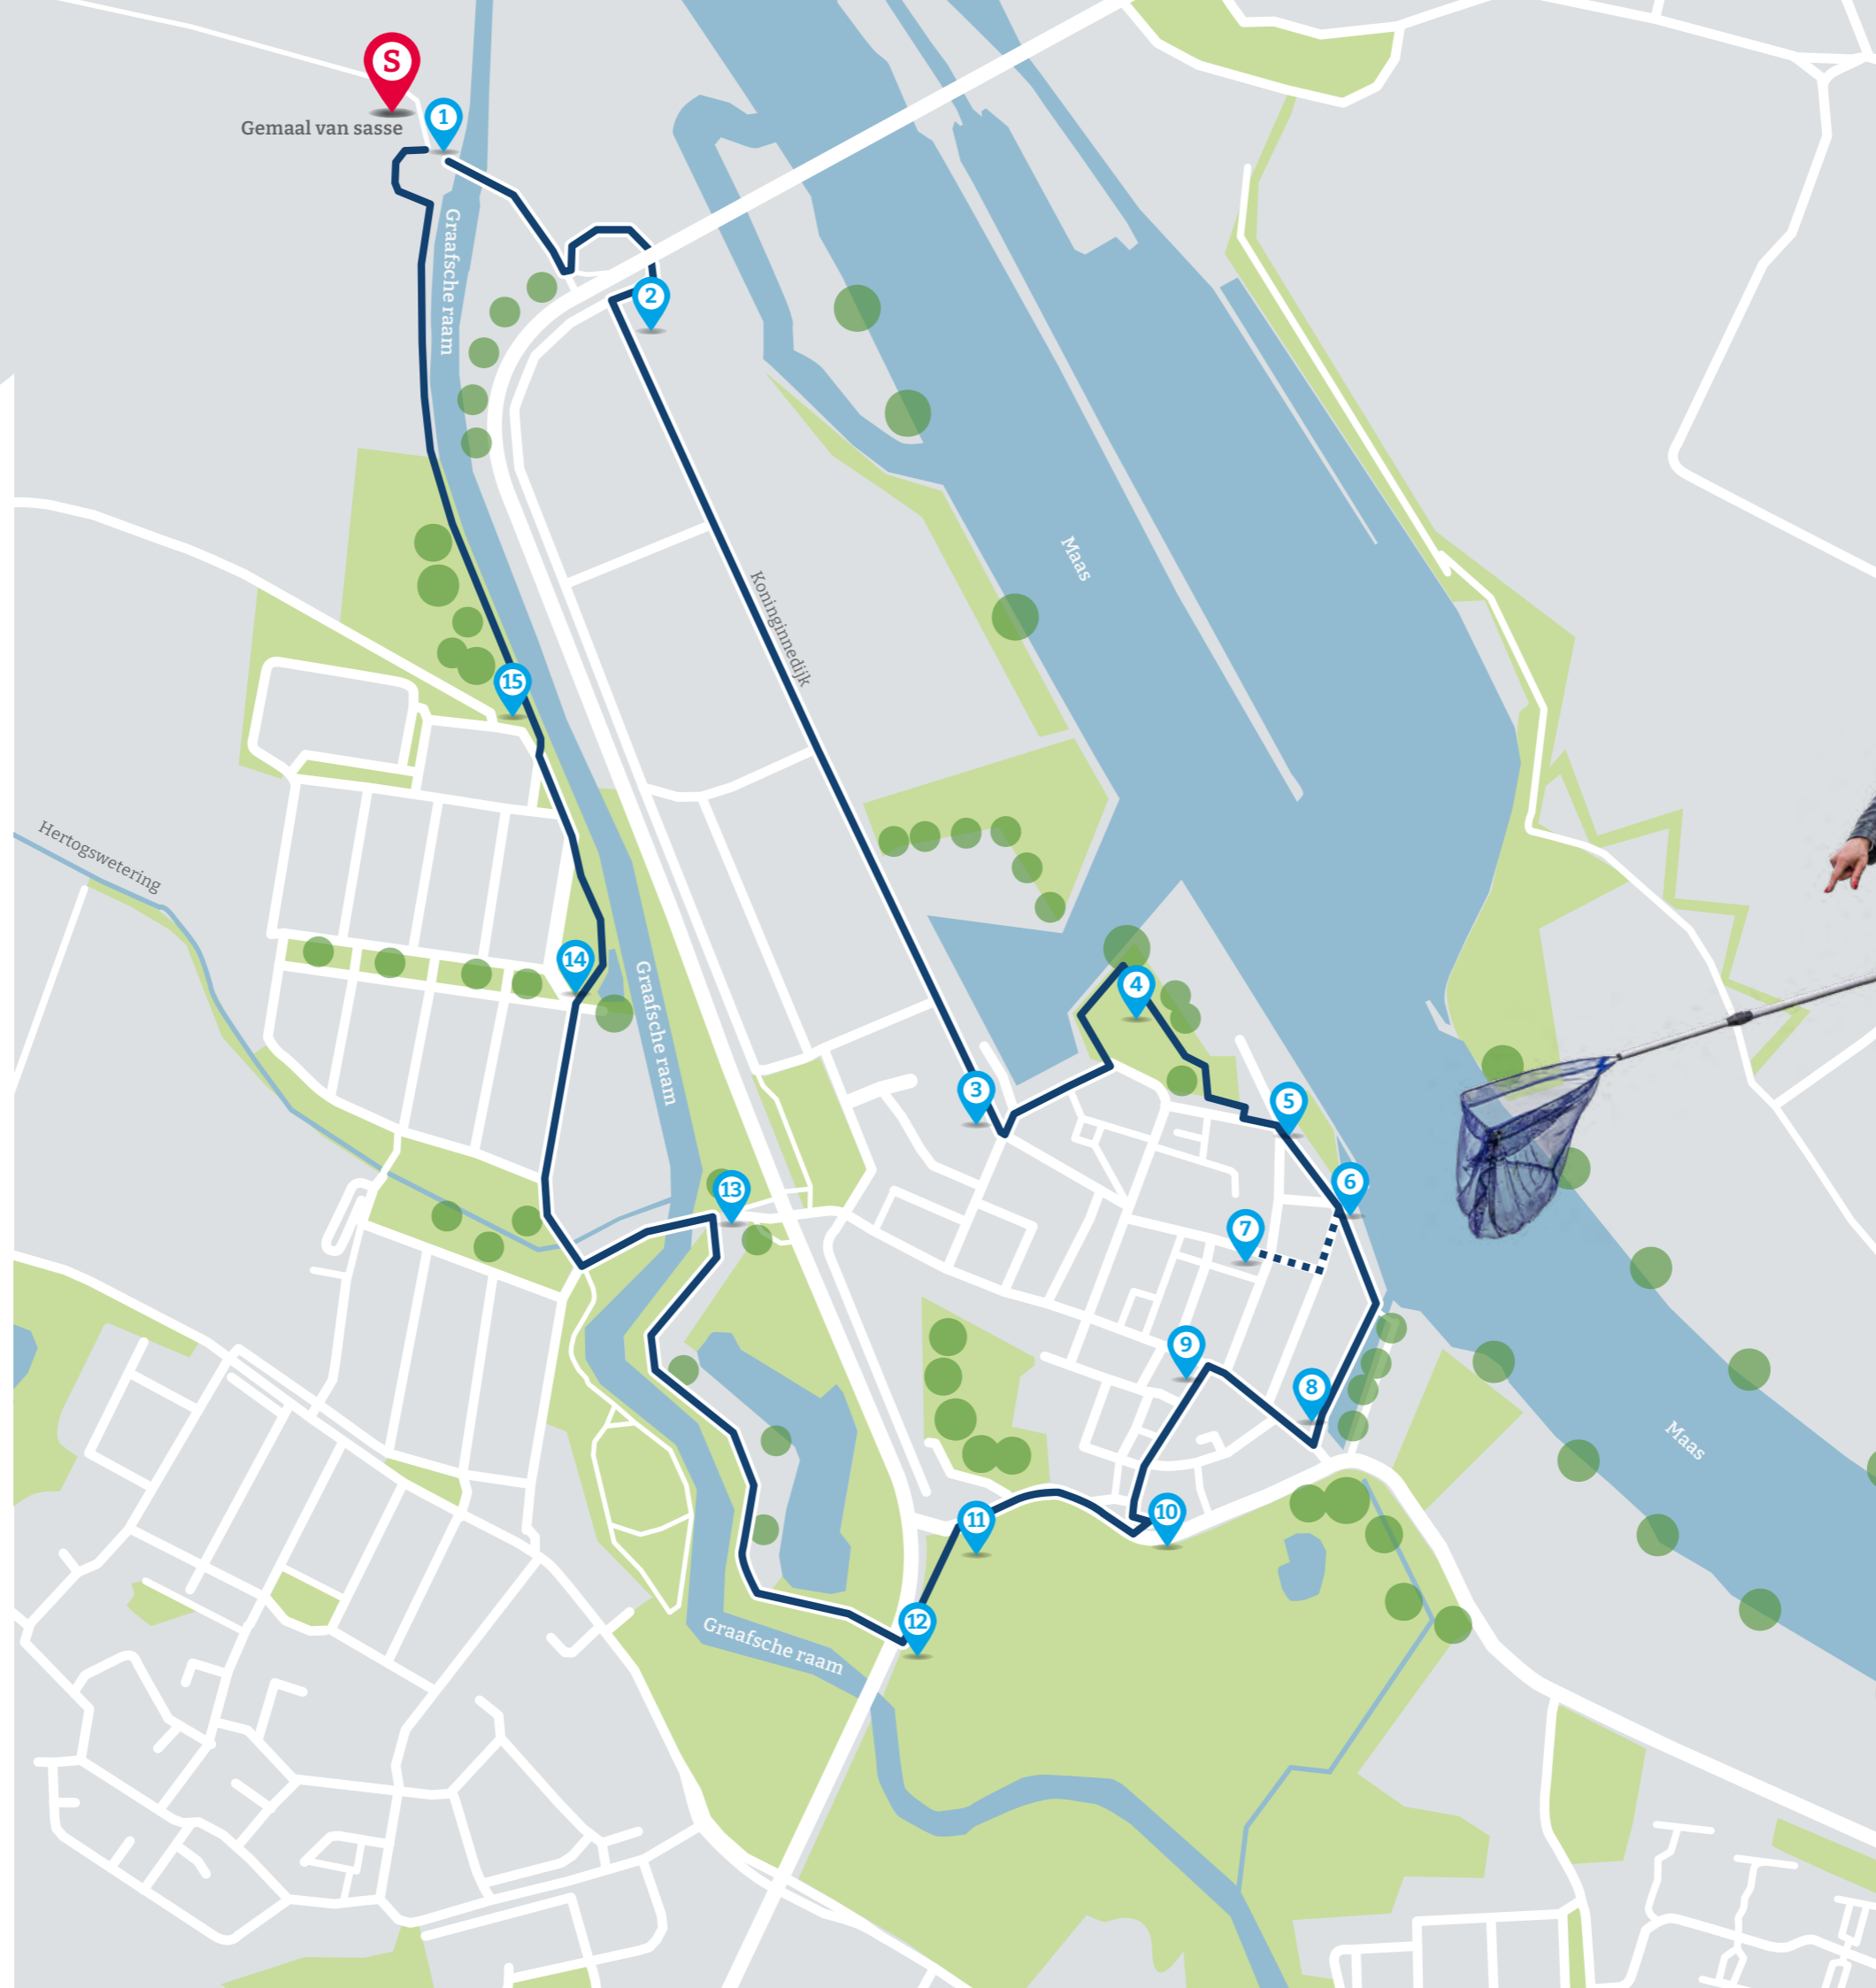 S
1
Gemaal van sasse
Graafsche raam
2
Maas
Koninginnedijk
15
Hertogswetering
14
Graafsche raam
4
3
5
6
13
7
9
8
Maas
10
11
12
Graafsche raam